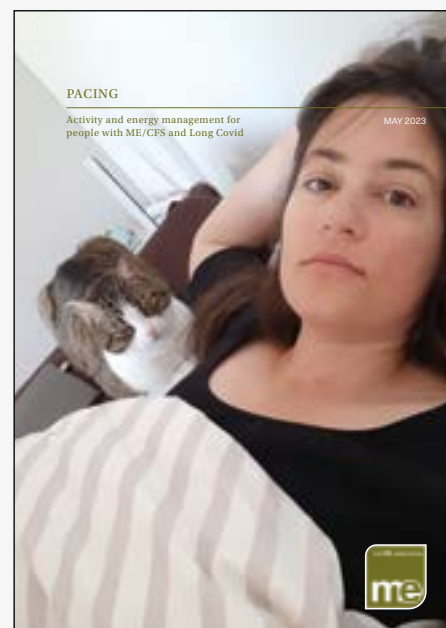 PACING
Activity and energy management for
people with ME/CFS and Long Covid
MAY 2023
me